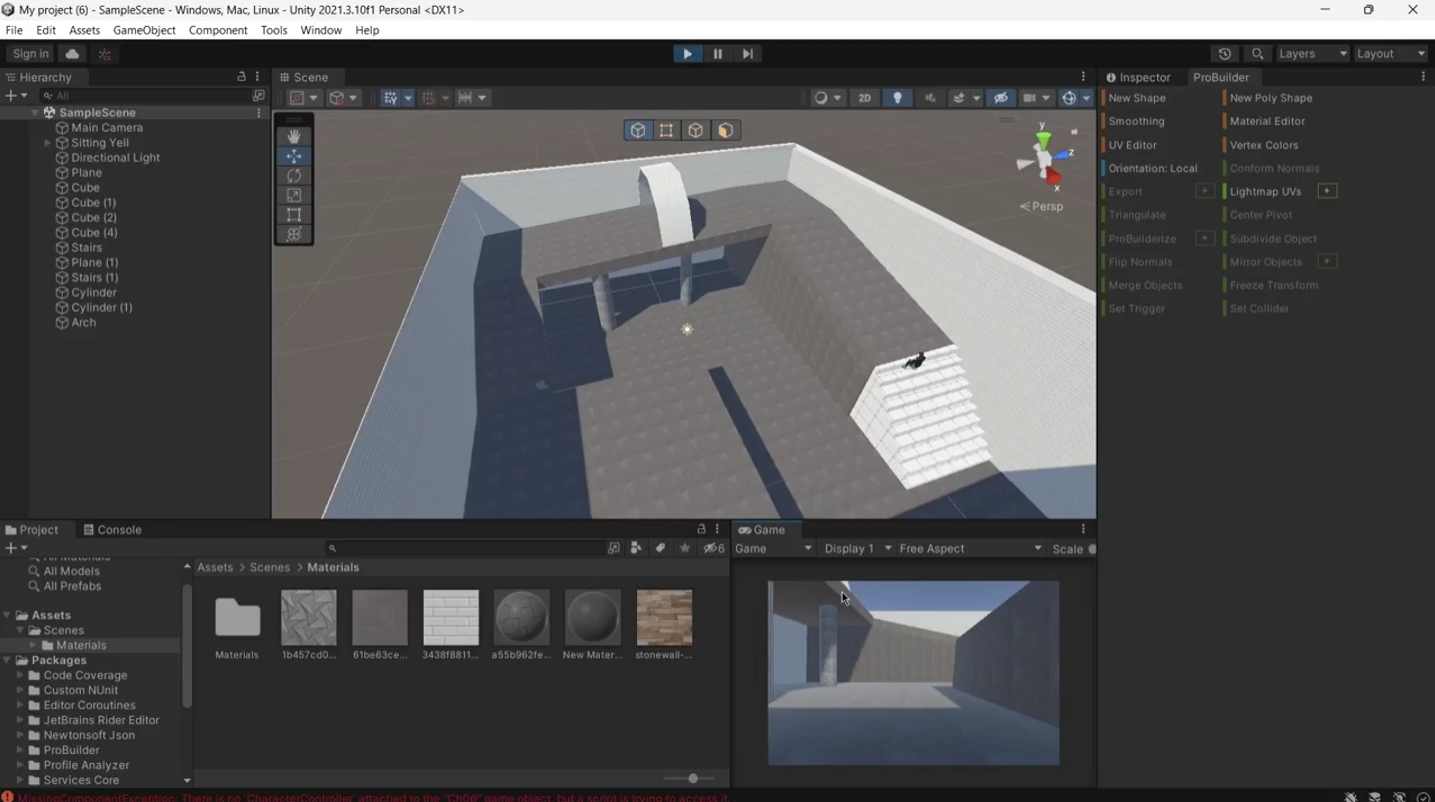 My project (6) - SampleScene - Windows, Mac, Linux - Unity 2021.3.10f1 Personal <DX11>
File Edit Assets GameObject Component Tools Window Help
Sign in
Layers Layout
Hierarchy
All
SampleScene
Main Camera
Sitting Yell
Directional Light
Plane
Cube
Cube (1)
Cube (2)
Cube (4)
Stairs
Plane (1)
Stairs (1)
Cylinder
Cylinder (1)
Arch
Scene
2D
y
z
x
Persp
Inspector ProBuilder
New Shape New Poly Shape
Smoothing Material Editor
UV Editor Vertex Colors
Orientation: Local Conform Normals
Export + Lightmap UVs +
Triangulate Center Pivot
ProBuilderize + Subdivide Object
Flip Normals Mirror Objects +
Merge Objects Freeze Transform
Set Trigger Set Collider
Project Console
6
All Materials
All Models
All Prefabs
Assets
Scenes
Materials
Packages
Code Coverage
Custom NUnit
Editor Coroutines
JetBrains Rider Editor
Newtonsoft Json
ProBuilder
Profile Analyzer
Services Core
Assets > Scenes > Materials
Materials 1b457cd0... 61be63ce... 3438f8811... a55b962fe... New Mater... stonewall-...
Game
Game Display 1 Free Aspect Scale
MissingComponentException: There is no 'CharacterController' attached to the "Ch06" game object, but a script is trying to access it.